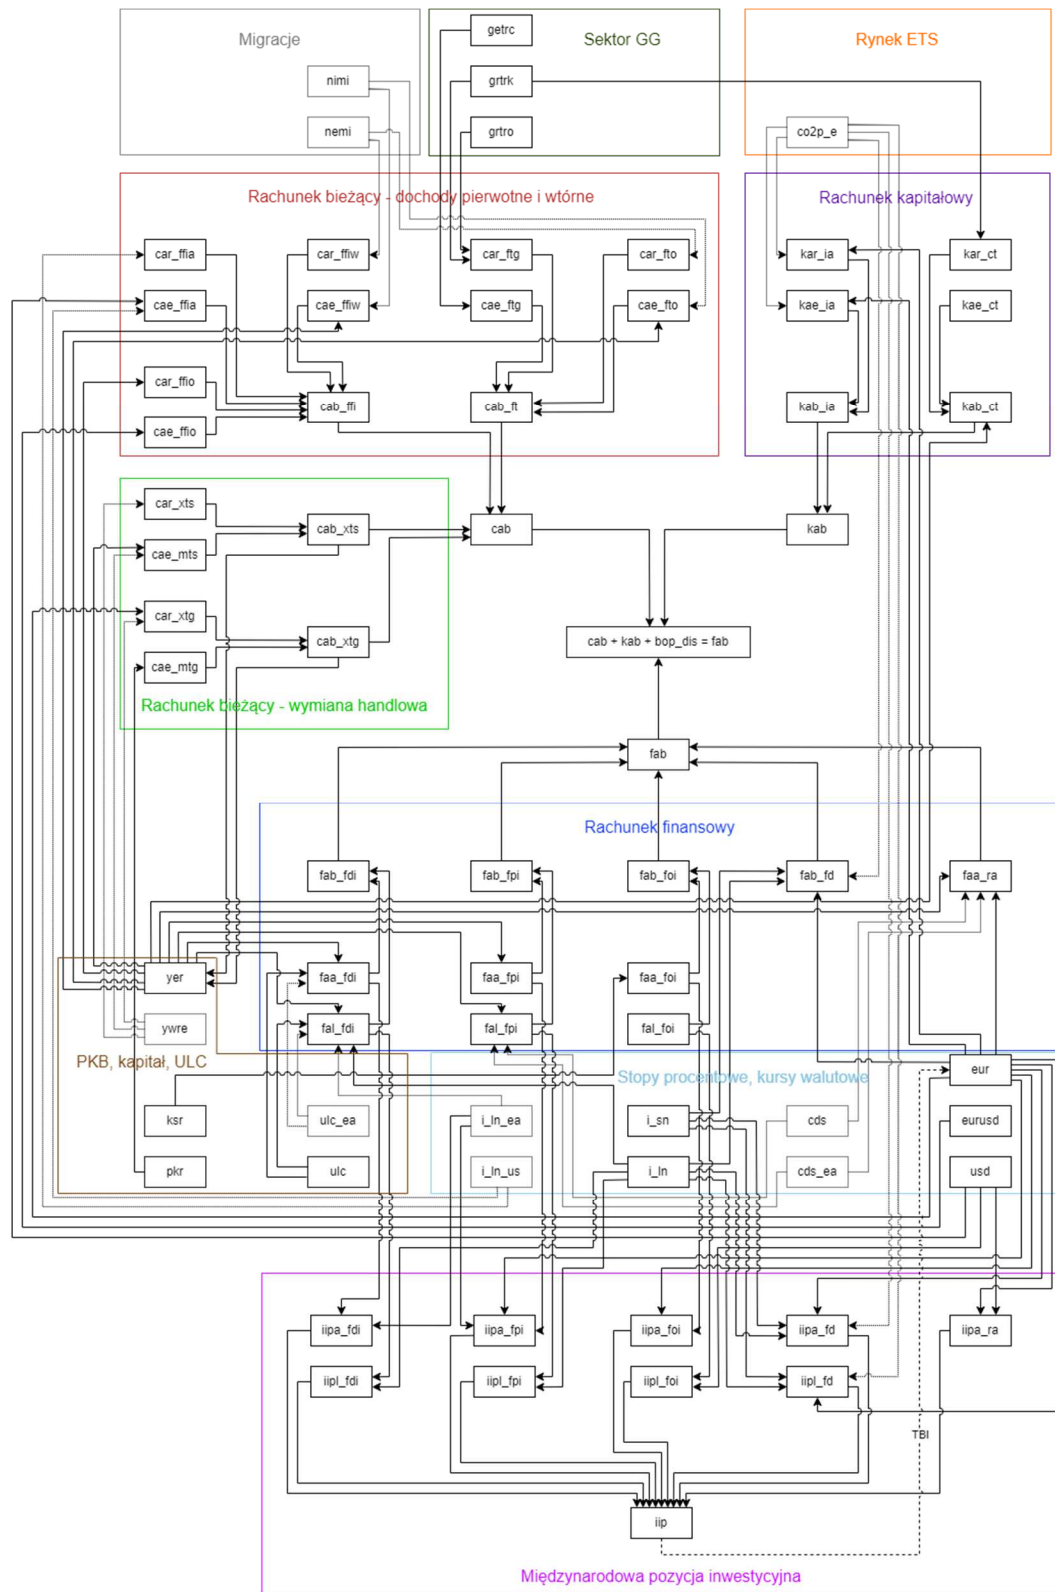 Migracje
nimi
nemi
getrc
Sektor GG
grtrk
grtro
Rynek ETS
co2p_e
Rachunek bieżący - dochody pierwotne i wtórne
car_ffia
car_ffiw
car_ftg
car_fto
cae_ffia
cae_ffiw
cae_ftg
cae_fto
car_ffio
cab_ffi
cab_ft
cae_ffio
Rachunek kapitałowy
kar_ia
kar_ct
kae_ia
kae_ct
kab_ia
kab_ct
car_xts
cab_xts
cae_mts
car_xtg
cab_xtg
cae_mtg
Rachunek bieżący - wymiana handlowa
cab
kab
cab + kab + bop_dis = fab
fab
Rachunek finansowy
fab_fdi
fab_fpi
fab_foi
fab_fd
faa_ra
faa_fdi
faa_fpi
faa_foi
fal_fdi
fal_fpi
fal_foi
yer
ywre
PKB, kapitał, ULC
ksr
ulc_ea
pkr
ulc
Stopy procentowe, kursy walutowe
eur
i_ln_ea
i_sn
cds
eurusd
i_ln_us
i_ln
cds_ea
usd
iipa_fdi
iipa_fpi
iipa_foi
iipa_fd
iipa_ra
iipl_fdi
iipl_fpi
iipl_foi
iipl_fd
TBI
iip
Międzynarodowa pozycja inwestycyjna